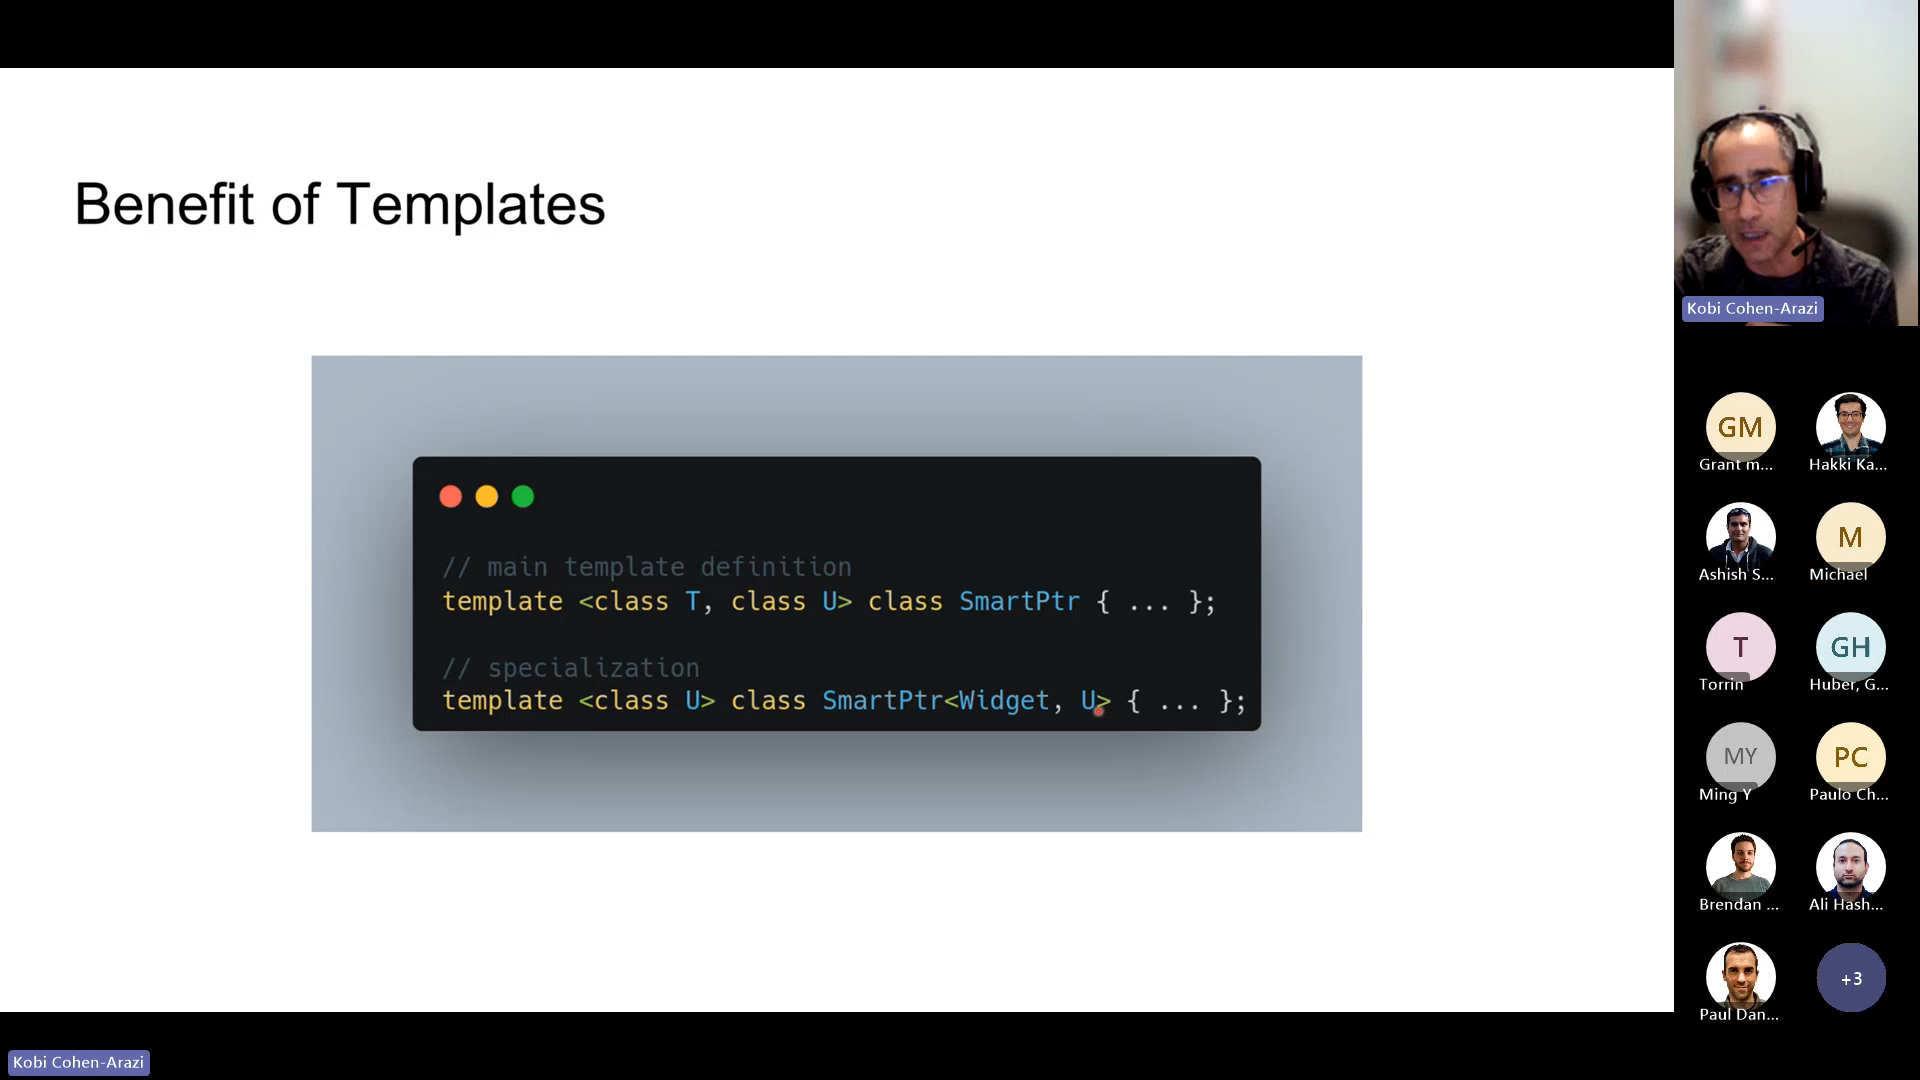 Benefit of Templates
// main template definition
template <class T, class U> class SmartPtr { ... };
// specialization
template <class U> class SmartPtr<Widget, U> { ... };
Kobi Cohen-Arazi
GM
Grant m...
Hakki Ka...
Ashish S...
M
Michael
T
Torrin
GH
Huber, G...
MY
Ming Y
PC
Paulo Ch...
Brendan ...
Ali Hash...
Paul Dan...
+3
Kobi Cohen-Arazi